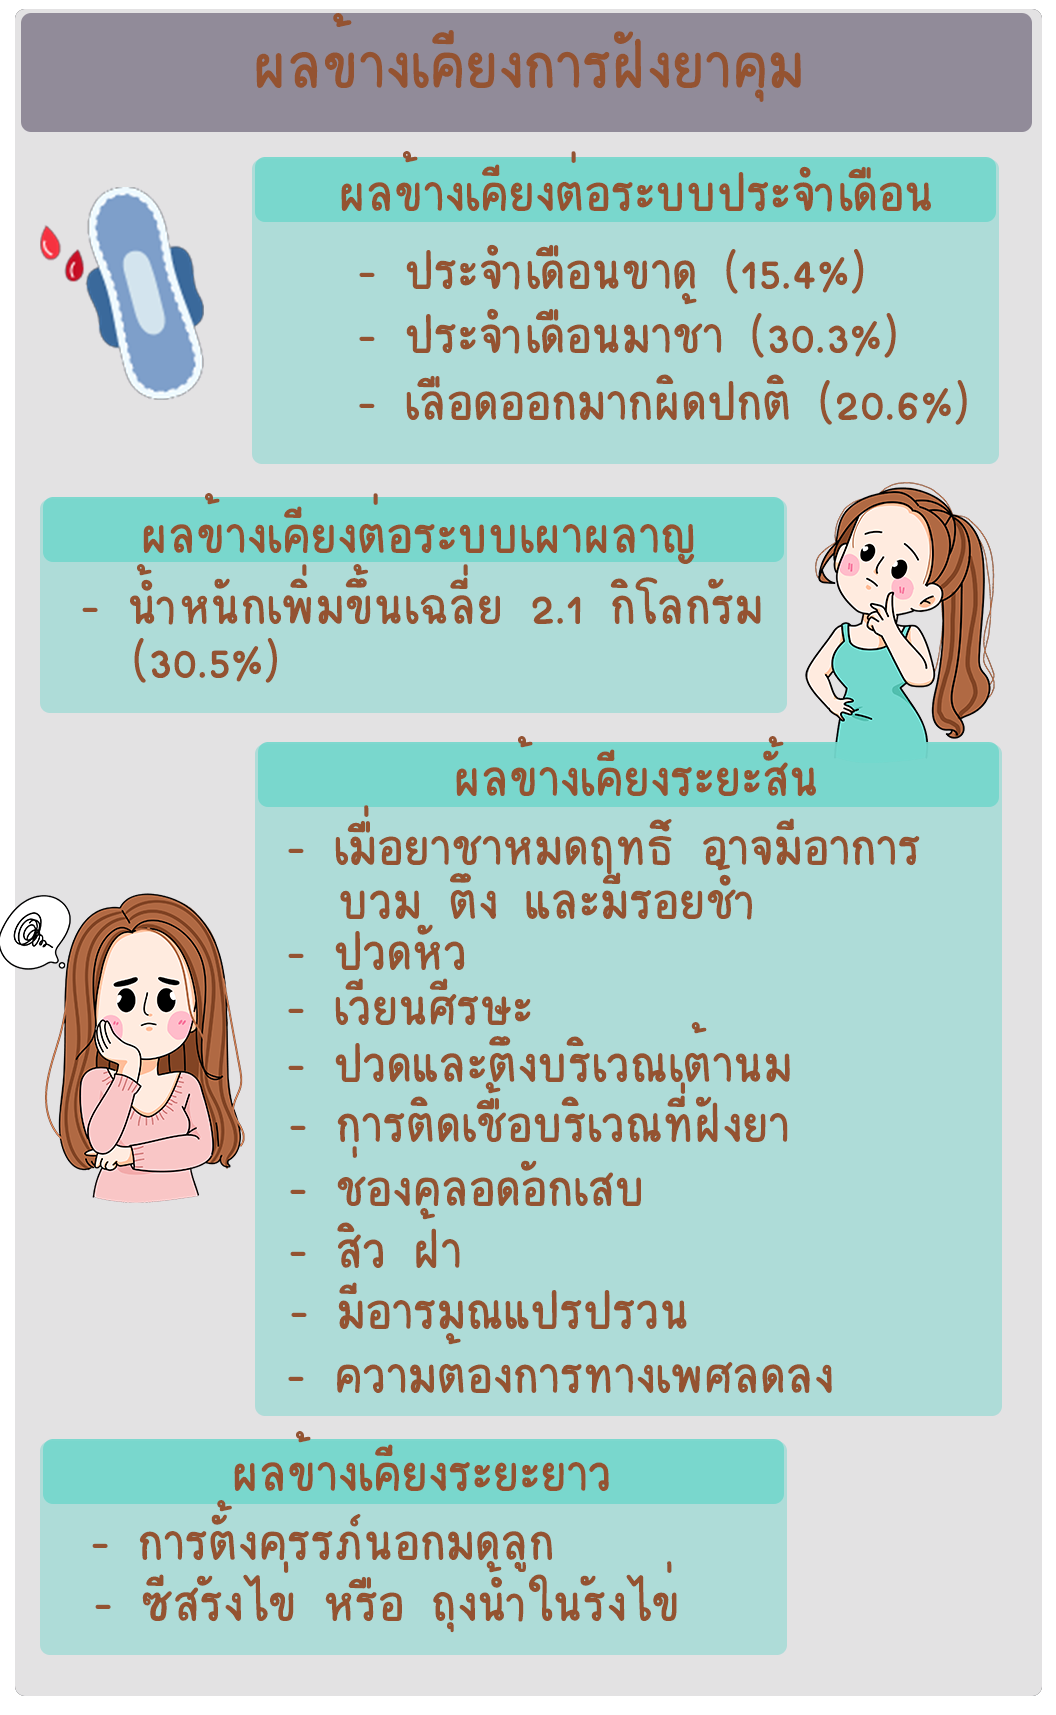 ผลข้างเคียงการฝังยาคุม
ผลข้างเคียงต่อระบบประจำเดือน
- ประจำเดือนขาด (15.4%)
- ประจำเดือนมาช้า (30.3%)
- เลือดออกมากผิดปกติ (20.6%)
ผลข้างเคียงต่อระบบเผาผลาญ
- น้ำหนักเพิ่มขึ้นเฉลี่ย 2.1 กิโลกรัม
(30.5%)
ผลข้างเคียงระยะสั้น
- เมื่อยาชาหมดฤทธิ์ อาจมีอาการ
บวม ตึง และมีรอยช้ำ
- ปวดหัว
- เวียนศีรษะ
- ปวดและตึงบริเวณเต้านม
- การติดเชื้อบริเวณที่ฝังยา
- ช่องคลอดอักเสบ
- สิว ฝ้า
- มีอารมณแปรปรวน
- ความต้องการทางเพศลดลง
ผลข้างเคียงระยะยาว
- การตั้งครรภ์นอกมดลูก
- ซีสรังไข่ หรือ ถุงน้ำในรังไข่